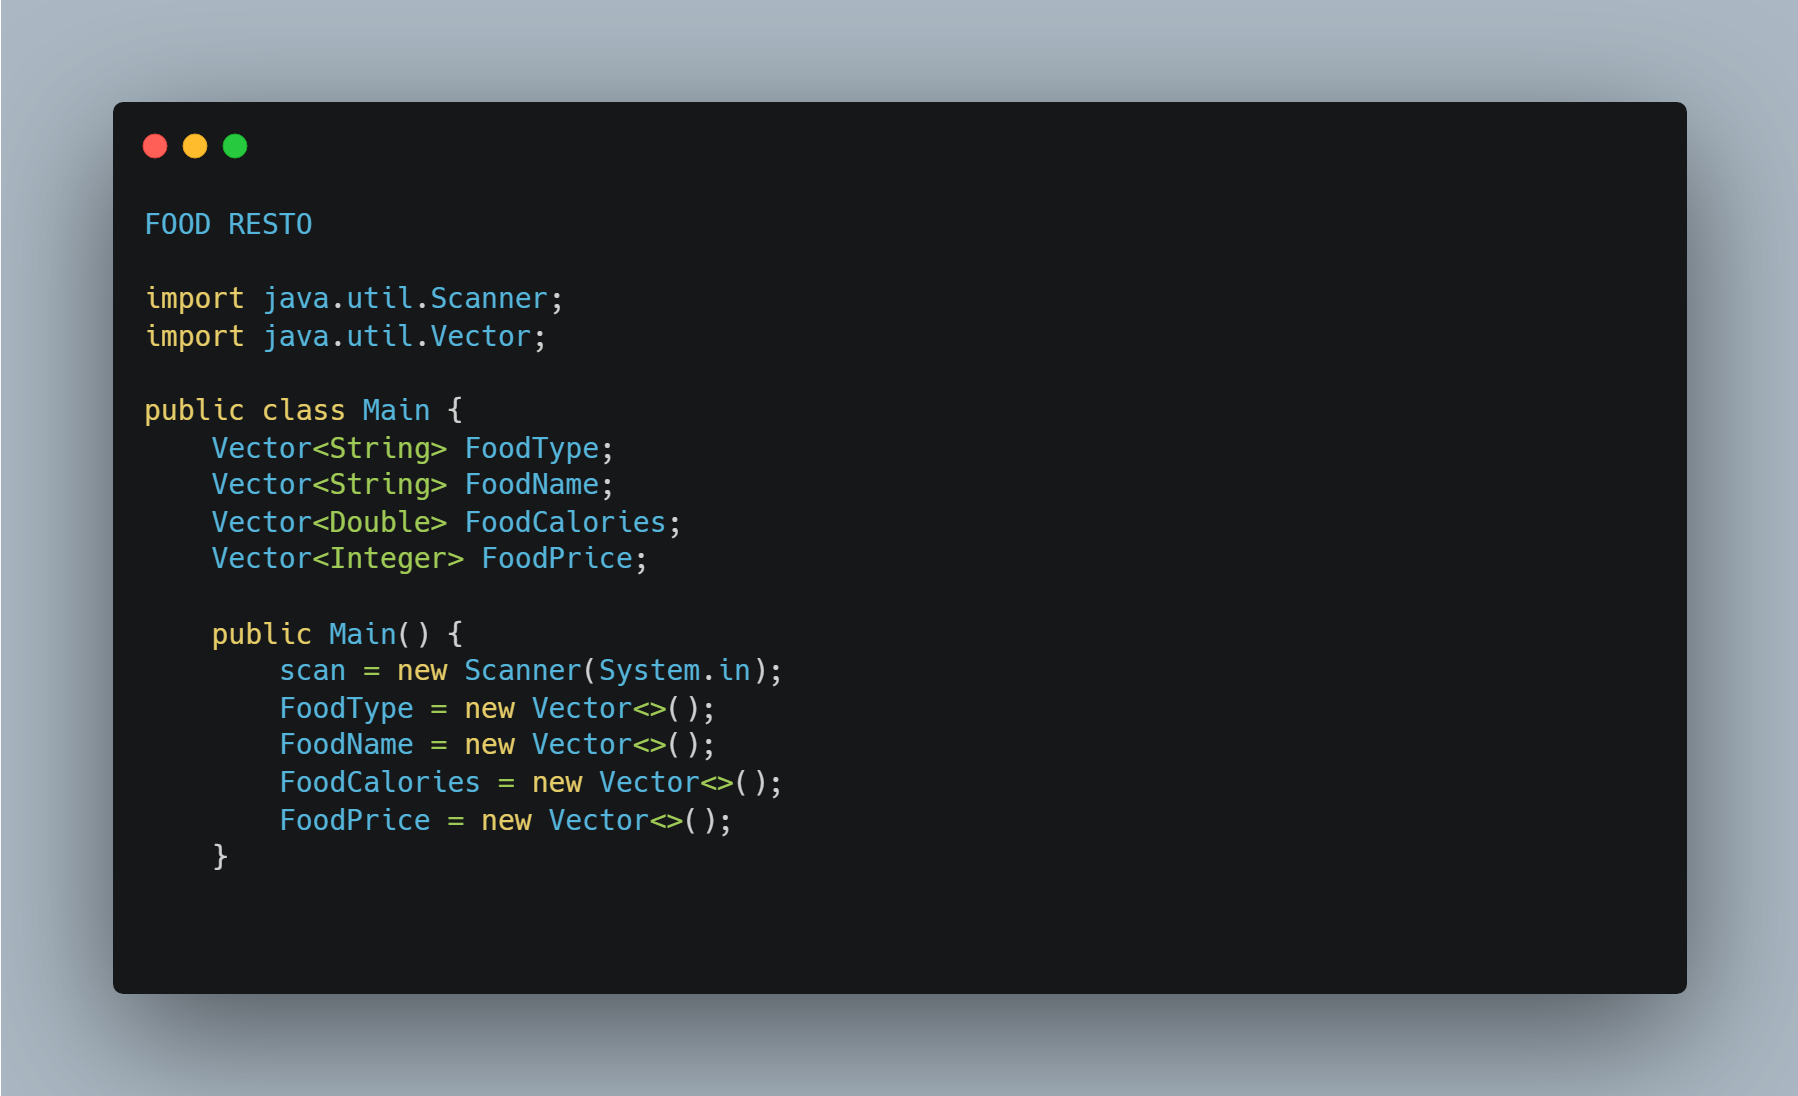 FOOD RESTO
import java.util.Scanner;
import java.util.Vector;
public class Main {
Vector<String> FoodType;
Vector<String> FoodName;
Vector<Double> FoodCalories;
Vector<Integer> FoodPrice;
public Main() {
scan = new Scanner(System.in);
FoodType = new Vector<>();
FoodName = new Vector<>();
FoodCalories = new Vector<>();
FoodPrice = new Vector<>();
}